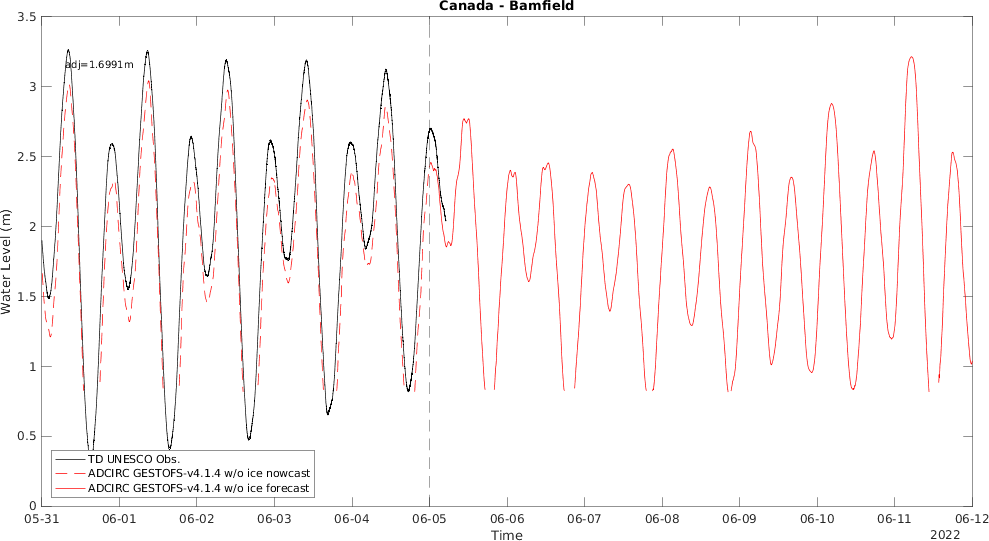 Canada - Bamfield
3.5
adj=1.6991m
3
2.5
2
1.5
1
0.5
0
Water Level (m)
TD UNESCO Obs.
ADCIRC GESTOFS-v4.1.4 w/o ice nowcast
ADCIRC GESTOFS-v4.1.4 w/o ice forecast
05-31 06-01 06-02 06-03 06-04 06-05 06-06 06-07 06-08 06-09 06-10 06-11 06-12
Time
2022